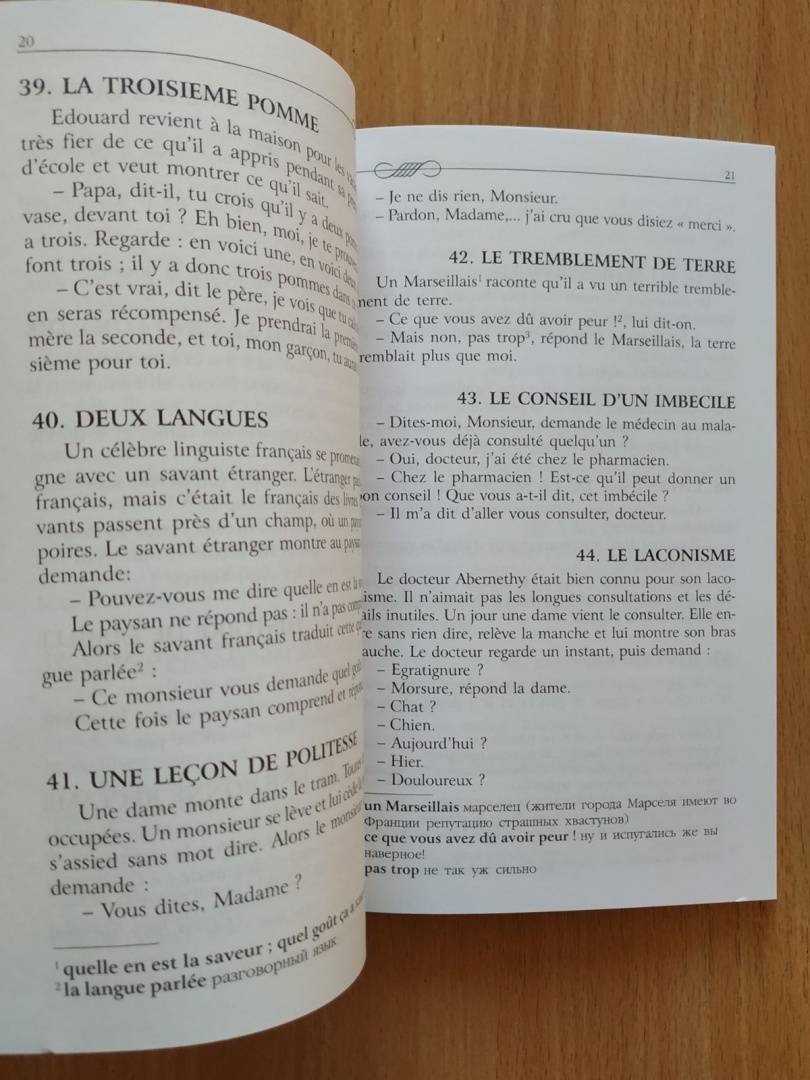 20
39. LA TROISIEME POMME
Edouard revient à la maison pour les
très fier de ce qu'il a appris pendant sa
d'école et veut montrer ce qu'il sait.
– Papa, dit-il, tu crois qu'il y a deux
vase, devant toi ? Eh bien, moi, je te
a trois. Regarde : en voici une, en voici
font trois ; il y a donc trois pommes dans
– C'est vrai, dit le père, je vois que tu
en seras récompensé. Je prendrai la
mère la seconde, et toi, mon garçon, tu
sième pour toi.
40. DEUX LANGUES
Un célèbre linguiste français se
gne avec un savant étranger. L'étranger
français, mais c'était le français des
vants passent près d'un champ, où un
poires. Le savant étranger montre au
demande:
– Pouvez-vous me dire quelle en est la
Le paysan ne répond pas : il n'a pas
Alors le savant français traduit cette
gue parlée² :
– Ce monsieur vous demande quel
Cette fois le paysan comprend et
41. UNE LEÇON DE POLITESSE
Une dame monte dans le tram.
occupées. Un monsieur se lève et lui cède
s'assied sans mot dire. Alors le monsieur
demande :
– Vous dites, Madame ?
¹ quelle en est la saveur ; quel goût ça a
² la langue parlée разговорный язык
21
– Je ne dis rien, Monsieur.
– Pardon, Madame,... j'ai cru que vous disiez « merci ».
42. LE TREMBLEMENT DE TERRE
Un Marseillais¹ raconte qu'il a vu un terrible tremble-
ment de terre.
– Ce que vous avez dû avoir peur !², lui dit-on.
– Mais non, pas trop³, répond le Marseillais, la terre
remblait plus que moi.
43. LE CONSEIL D'UN IMBECILE
– Dites-moi, Monsieur, demande le médecin au mala-
e, avez-vous déjà consulté quelqu'un ?
– Oui, docteur, j'ai été chez le pharmacien.
– Chez le pharmacien ! Est-ce qu'il peut donner un
on conseil ! Que vous a-t-il dit, cet imbécile ?
– Il m'a dit d'aller vous consulter, docteur.
44. LE LACONISME
Le docteur Abernethy était bien connu pour son laco-
isme. Il n'aimait pas les longues consultations et les dé-
ails inutiles. Un jour une dame vient le consulter. Elle en-
re sans rien dire, relève la manche et lui montre son bras
auche. Le docteur regarde un instant, puis demand :
– Egratignure ?
– Morsure, répond la dame.
– Chat ?
– Chien.
– Aujourd'hui ?
– Hier.
– Douloureux ?
un Marseillais марселец (жители города Марселя имеют во
Франции репутацию страшных хвастунов)
ce que vous avez dû avoir peur ! ну и испугались же вы
наверное!
pas trop не так уж сильно